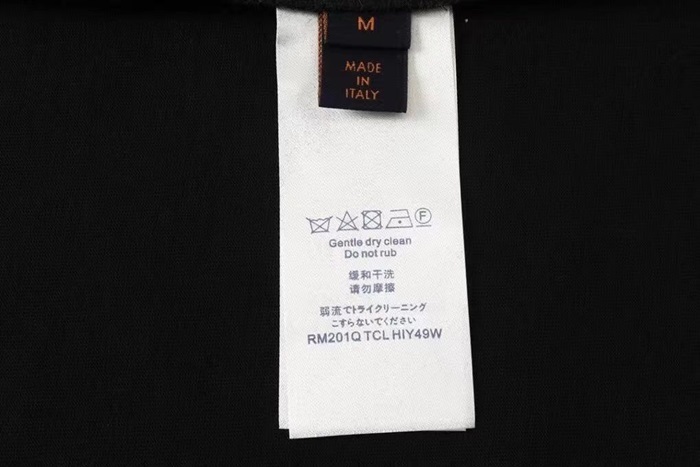 M
MADE
IN
ITALY
F
Gentle dry clean
Do not rub
缓和干洗
请勿摩擦
弱流でトライクリーニング
こすらないでください
RM201Q TCL HIY49W